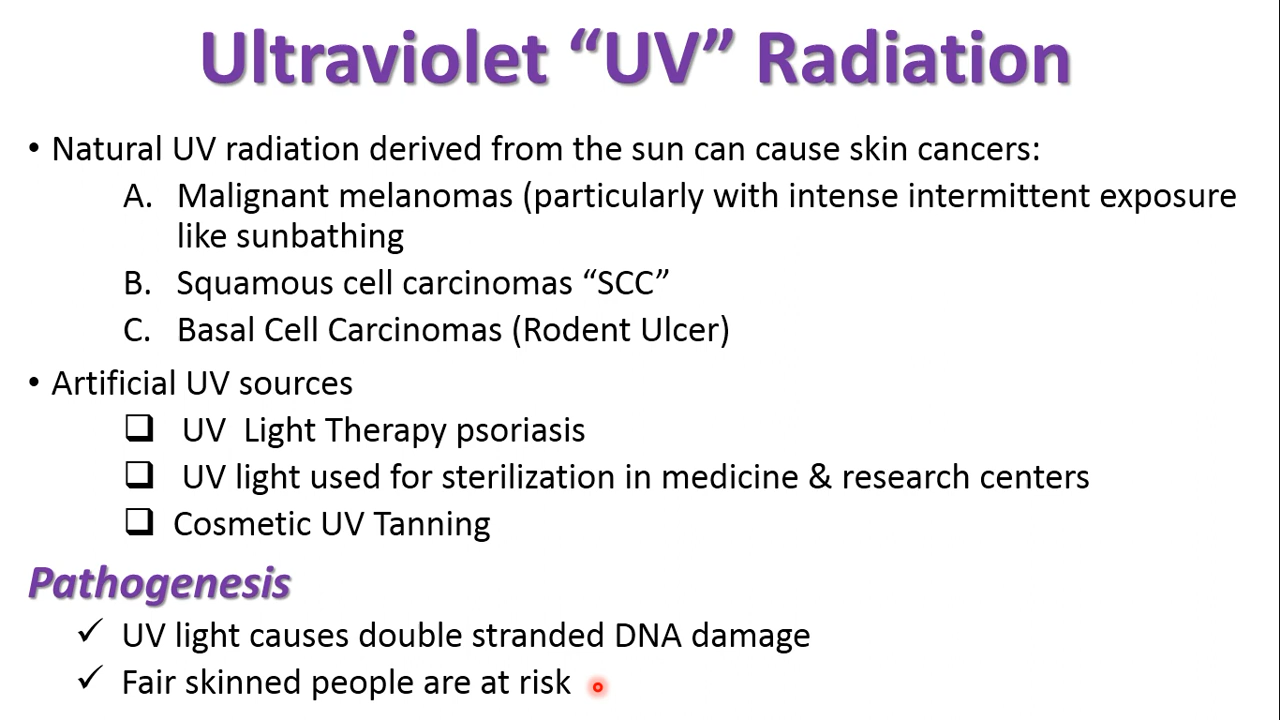 Ultraviolet “UV” Radiation
• Natural UV radiation derived from the sun can cause skin cancers:
A. Malignant melanomas (particularly with intense intermittent exposure
like sunbathing
B. Squamous cell carcinomas “SCC”
C. Basal Cell Carcinomas (Rodent Ulcer)
• Artificial UV sources
❑ UV Light Therapy psoriasis
❑ UV light used for sterilization in medicine & research centers
❑ Cosmetic UV Tanning
Pathogenesis
✓ UV light causes double stranded DNA damage
✓ Fair skinned people are at risk